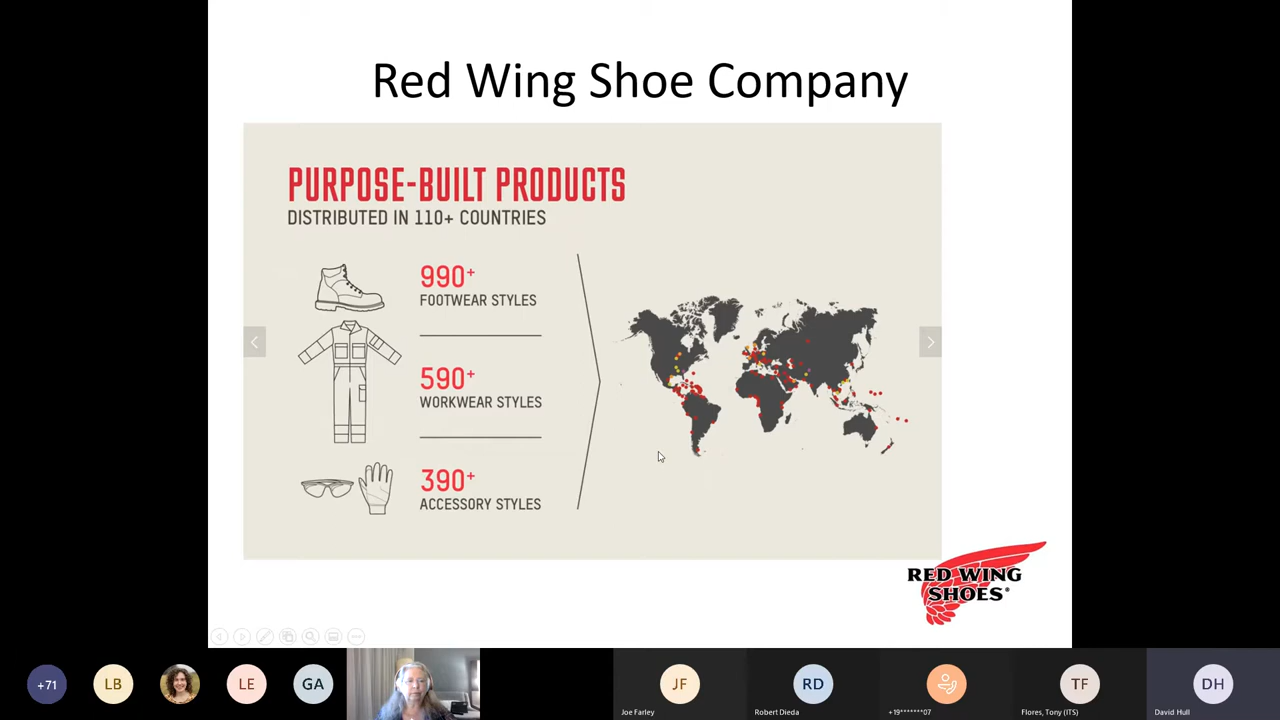 Red Wing Shoe Company
PURPOSE-BUILT PRODUCTS
DISTRIBUTED IN 110+ COUNTRIES
990+
FOOTWEAR STYLES
590+
WORKWEAR STYLES
390+
ACCESSORY STYLES
RED WING
SHOES®
+71
LB
LE
GA
JF
RD
TF
DH
Joe Farley
Robert Dieda
+19*******07
Flores, Tony (ITS)
David Hull